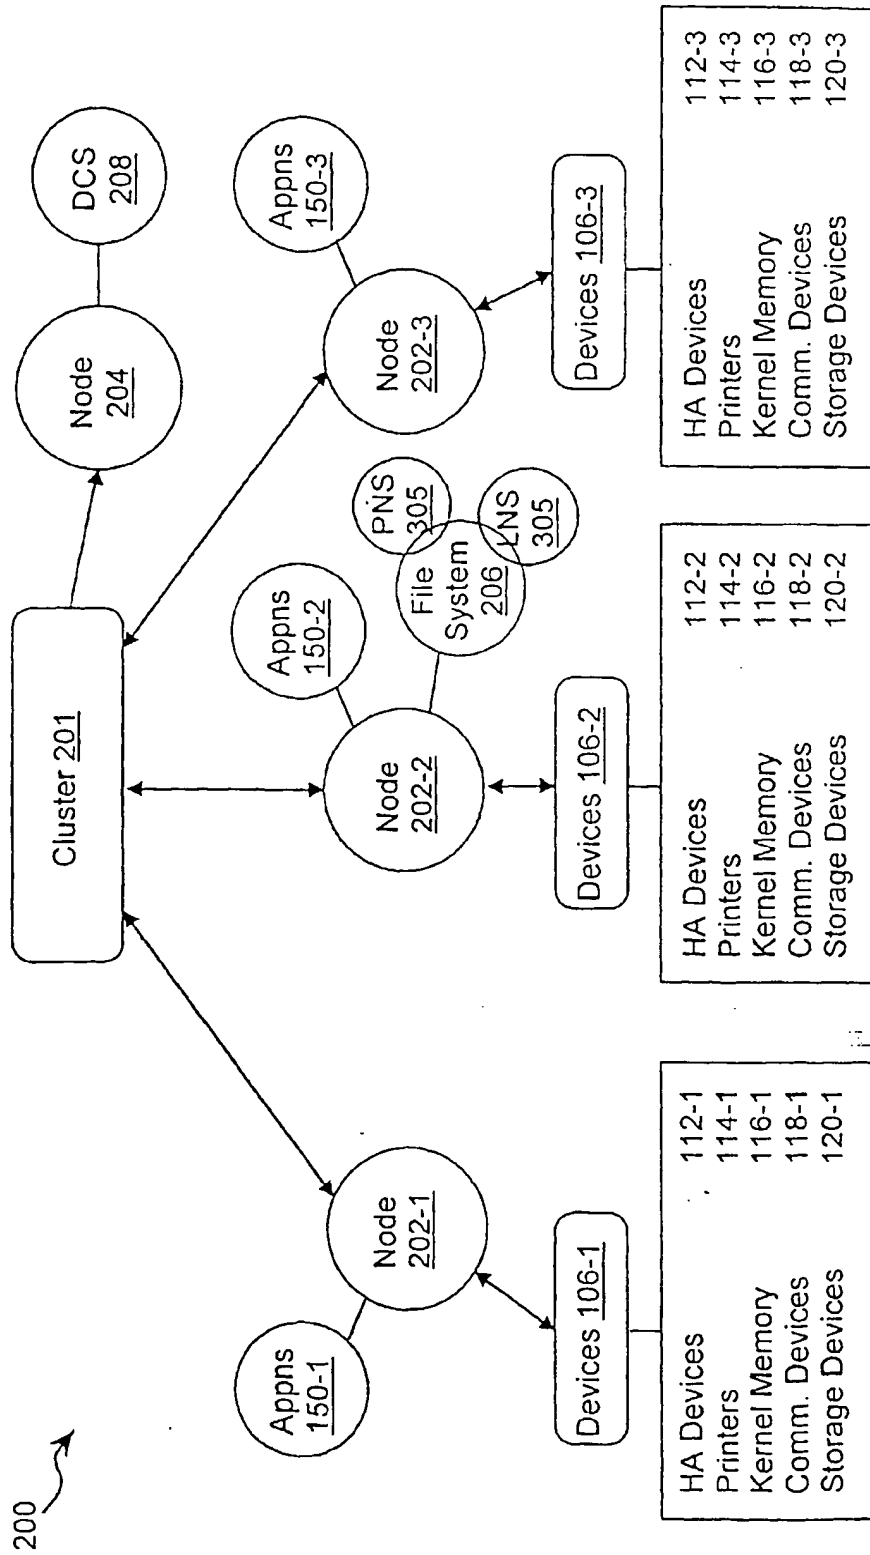 200
Cluster 201
Node
204
DCS
208
Appns
150-1
Node
202-1
Appns
150-2
Node
202-2
File
System
206
PNS
305
LNS
305
Appns
150-3
Node
202-3
Devices 106-1
HA Devices 112-1
Printers 114-1
Kernel Memory 116-1
Comm. Devices 118-1
Storage Devices 120-1
Devices 106-2
HA Devices 112-2
Printers 114-2
Kernel Memory 116-2
Comm. Devices 118-2
Storage Devices 120-2
Devices 106-3
HA Devices 112-3
Printers 114-3
Kernel Memory 116-3
Comm. Devices 118-3
Storage Devices 120-3